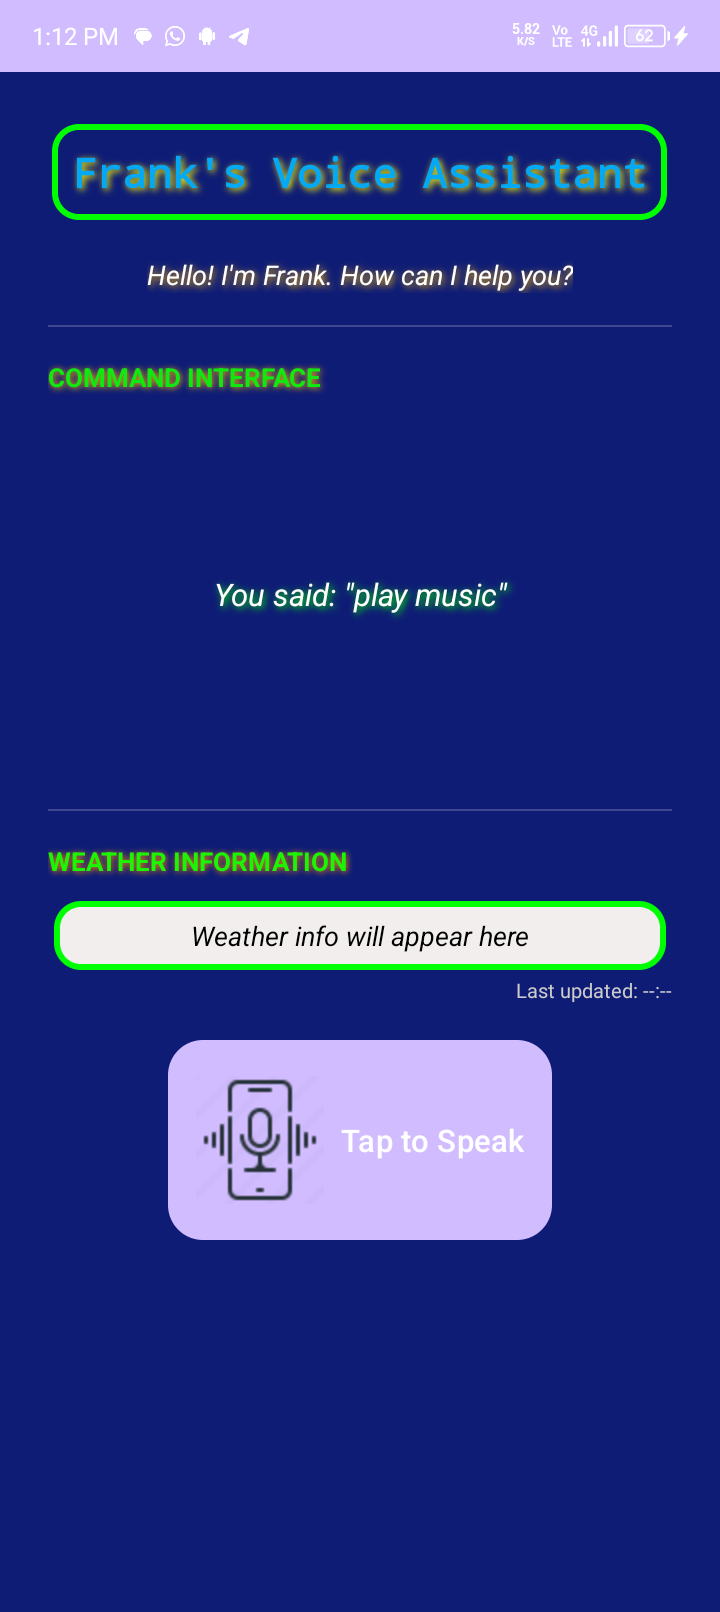 1:12 PM
5.82 K/S
Vo LTE
4G
62
Frank's Voice Assistant
Hello! I'm Frank. How can I help you?
COMMAND INTERFACE
You said: "play music"
WEATHER INFORMATION
Weather info will appear here
Last updated: --:--
Tap to Speak